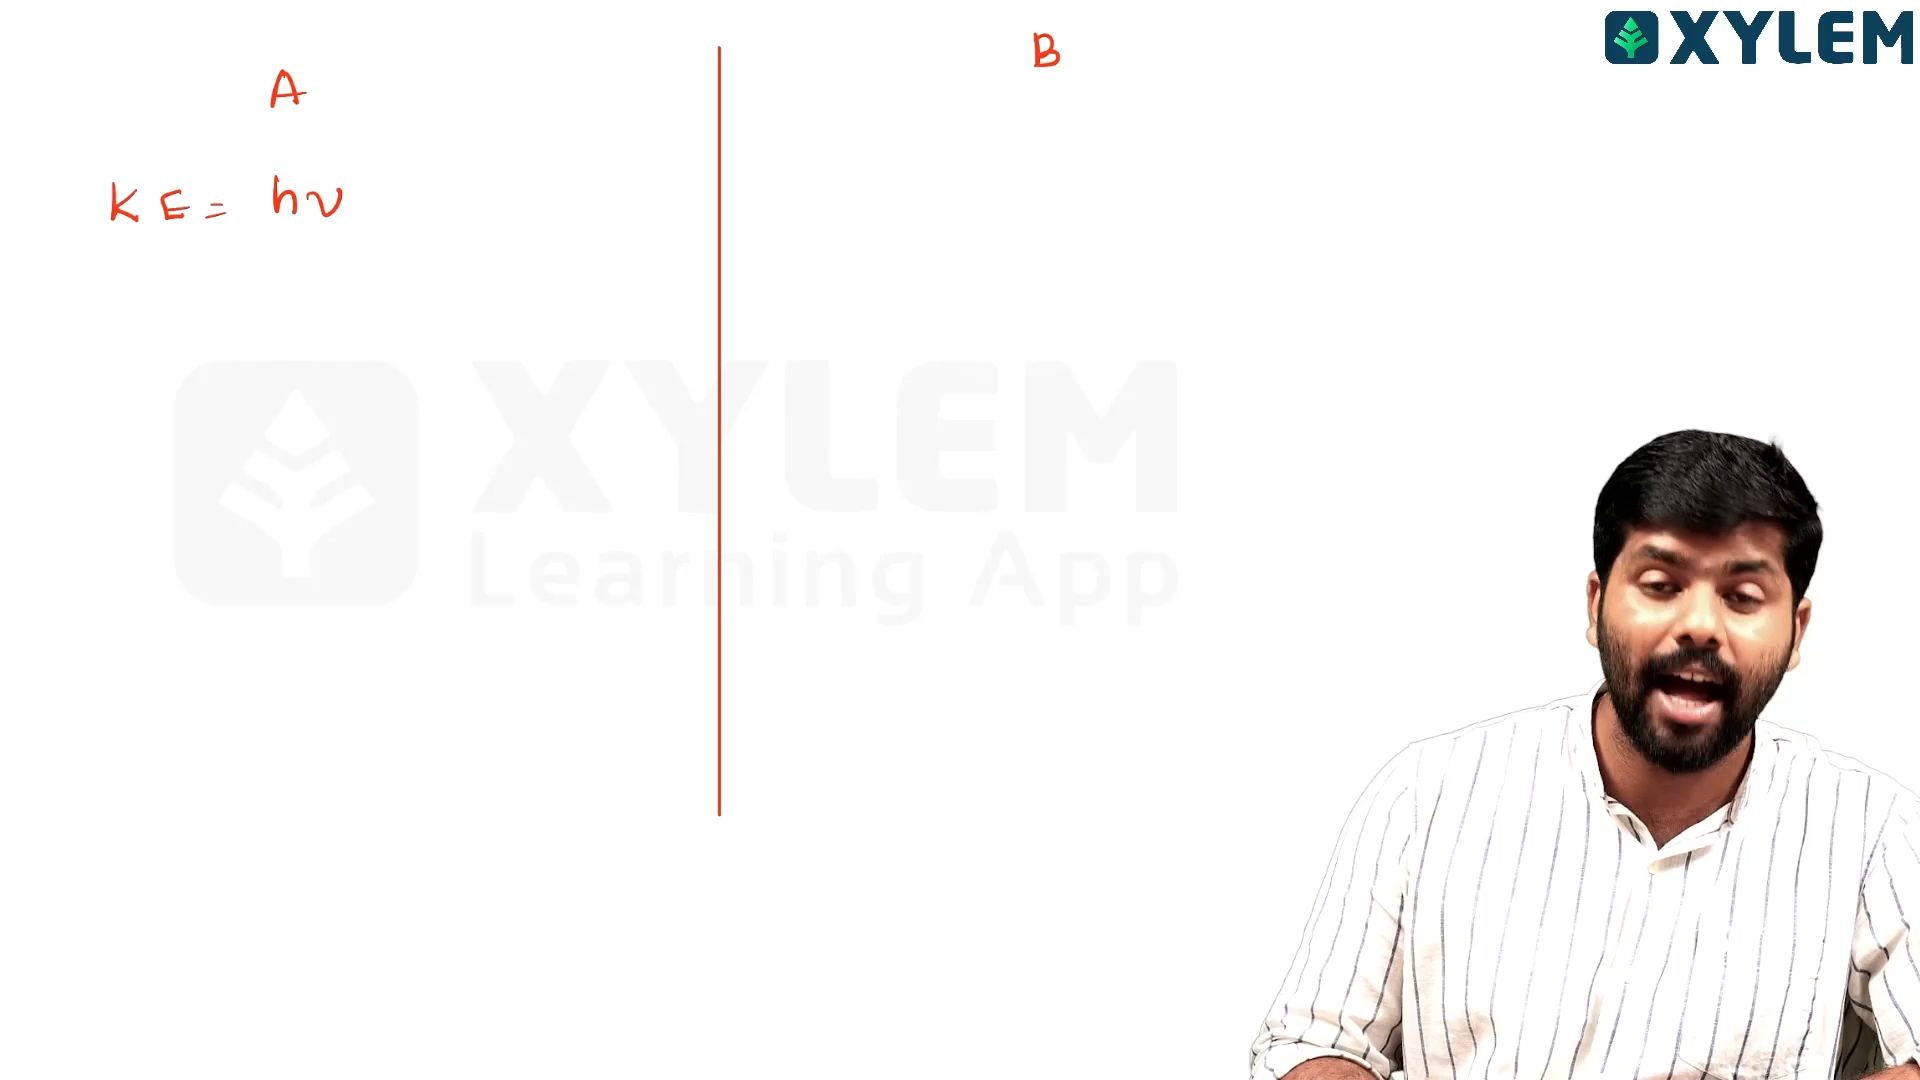 XYLEM
B
A
KE = hν
XYLEM
Learning App